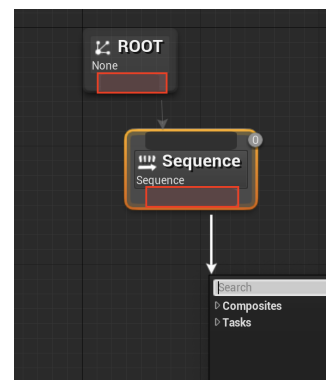 ROOT
None
0
Sequence
Sequence
Search
Composites
Tasks